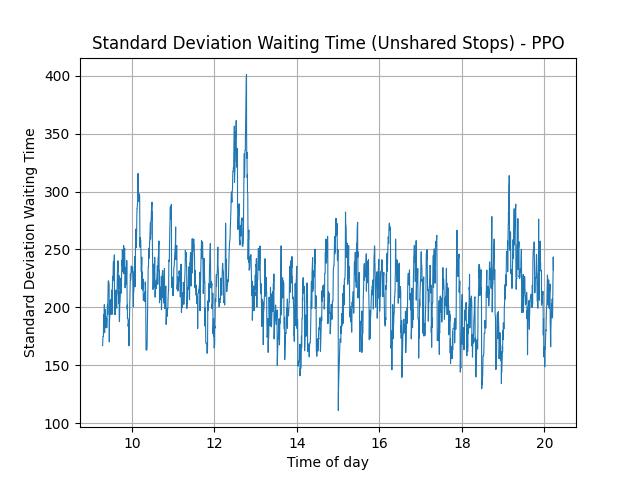 Standard Deviation Waiting Time (Unshared Stops) - PPO
Standard Deviation Waiting Time
400
350
300
250
200
150
100
10 12 14 16 18 20
Time of day